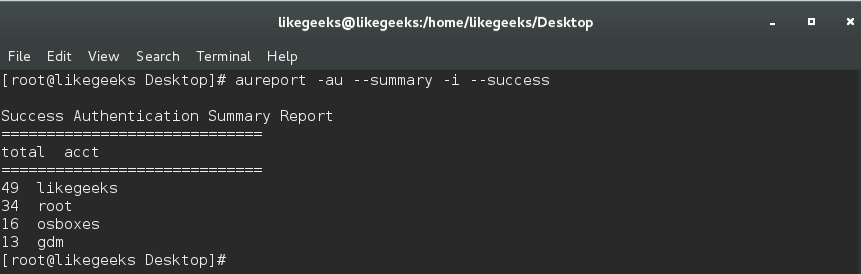 likegeeks@likegeeks:/home/likegeeks/Desktop
File Edit View Search Terminal Help
[root@likegeeks Desktop]# aureport -au --summary -i --success
Success Authentication Summary Report
=============================
total  acct
=============================
49  likegeeks
34  root
16  osboxes
13  gdm
[root@likegeeks Desktop]#